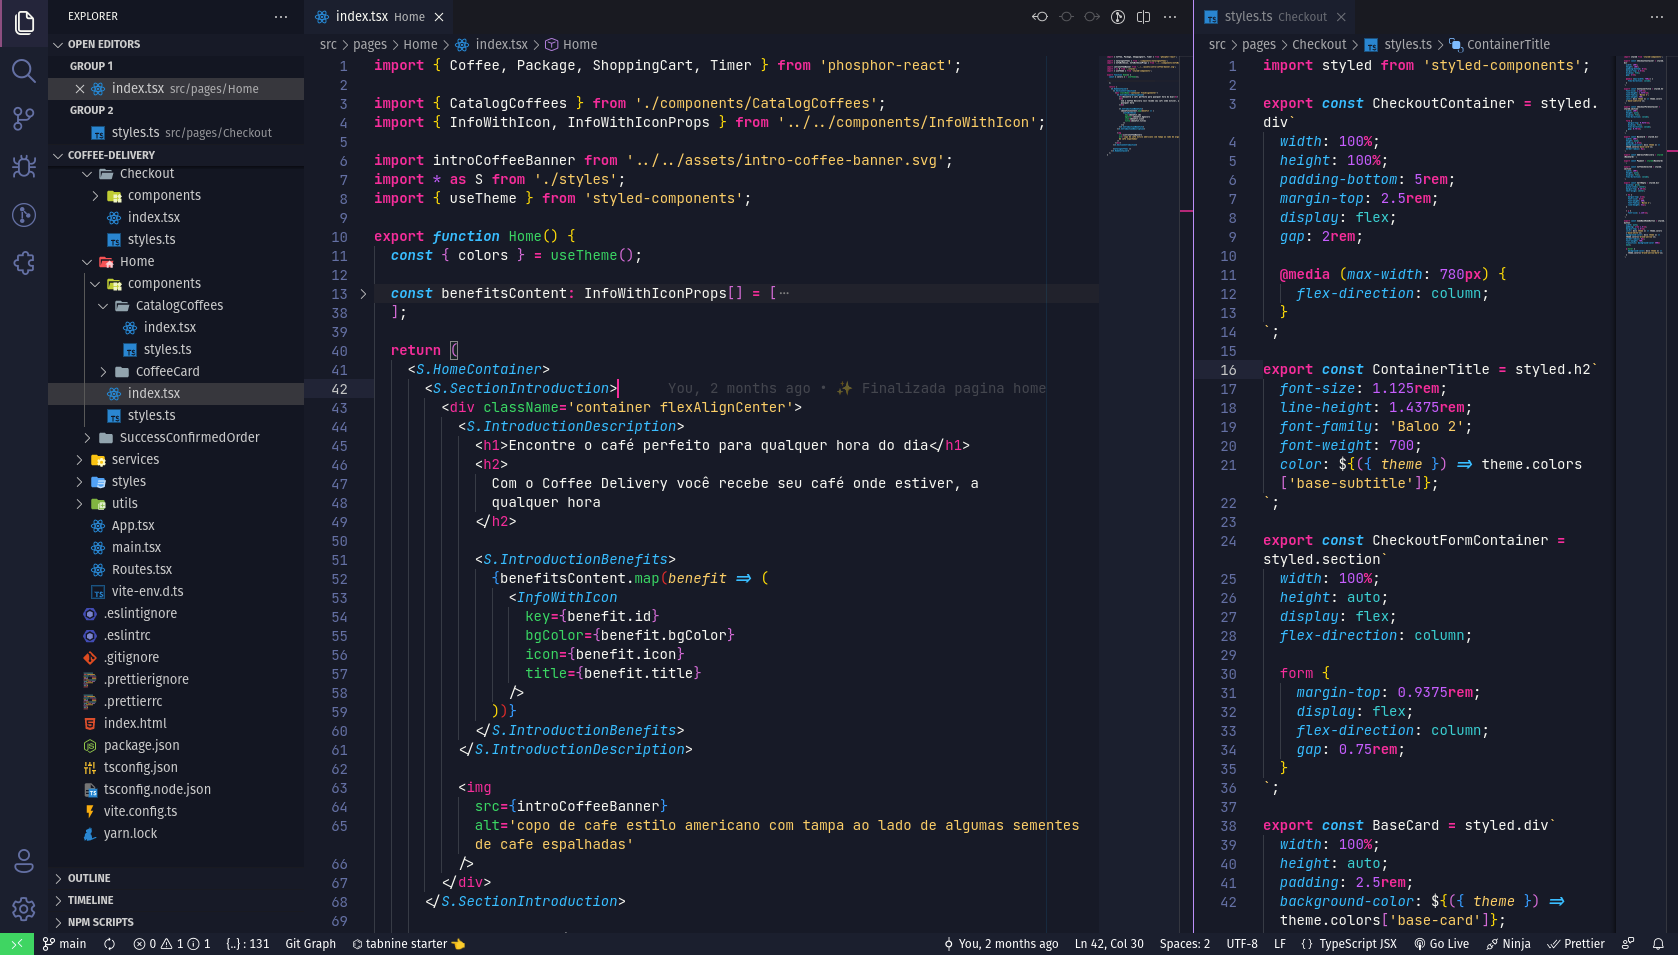 EXPLORER
OPEN EDITORS
GROUP 1
index.tsx src/pages/Home
GROUP 2
styles.ts src/pages/Checkout
COFFEE-DELIVERY
Checkout
components
index.tsx
styles.ts
Home
components
CatalogCoffees
index.tsx
styles.ts
CoffeeCard
index.tsx
styles.ts
SuccessConfirmedOrder
services
styles
utils
App.tsx
main.tsx
Routes.tsx
vite-env.d.ts
.eslintignore
.eslintrc
.gitignore
.prettierignore
.prettierrc
index.html
package.json
tsconfig.json
tsconfig.node.json
vite.config.ts
yarn.lock
OUTLINE
TIMELINE
NPM SCRIPTS
index.tsx Home
src > pages > Home > index.tsx > Home
1 import { Coffee, Package, ShoppingCart, Timer } from 'phosphor-react';
2
3 import { CatalogCoffees } from './components/CatalogCoffees';
4 import { InfoWithIcon, InfoWithIconProps } from '../../components/InfoWithIcon';
5
6 import introCoffeeBanner from '../../assets/intro-coffee-banner.svg';
7 import * as S from './styles';
8 import { useTheme } from 'styled-components';
9
10 export function Home() {
11 const { colors } = useTheme();
12
13 const benefitsContent: InfoWithIconProps[] = [⋯
38 ];
39
40 return (
41 <S.HomeContainer>
42 <S.SectionIntroduction> You, 2 months ago • ✨ Finalizada pagina home
43 <div className='container flexAlignCenter'>
44 <S.IntroductionDescription>
45 <h1>Encontre o café perfeito para qualquer hora do dia</h1>
46 <h2>
47 Com o Coffee Delivery você recebe seu café onde estiver, a
48 qualquer hora
49 </h2>
50
51 <S.IntroductionBenefits>
52 {benefitsContent.map(benefit => (
53 <InfoWithIcon
54 key={benefit.id}
55 bgColor={benefit.bgColor}
56 icon={benefit.icon}
57 title={benefit.title}
58 />
59 ))}
60 </S.IntroductionBenefits>
61 </S.IntroductionDescription>
62
63 <img
64 src={introCoffeeBanner}
65 alt='copo de cafe estilo americano com tampa ao lado de algumas sementes
de cafe espalhadas'
66 />
67 </div>
68 </S.SectionIntroduction>
69
styles.ts Checkout
src > pages > Checkout > styles.ts > ContainerTitle
1 import styled from 'styled-components';
2
3 export const CheckoutContainer = styled.
div`
4 width: 100%;
5 height: 100%;
6 padding-bottom: 5rem;
7 margin-top: 2.5rem;
8 display: flex;
9 gap: 2rem;
10
11 @media (max-width: 780px) {
12 flex-direction: column;
13 }
14 `;
15
16 export const ContainerTitle = styled.h2`
17 font-size: 1.125rem;
18 line-height: 1.4375rem;
19 font-family: 'Baloo 2';
20 font-weight: 700;
21 color: ${({ theme }) => theme.colors
['base-subtitle']};
22 `;
23
24 export const CheckoutFormContainer =
styled.section`
25 width: 100%;
26 height: auto;
27 display: flex;
28 flex-direction: column;
29
30 form {
31 margin-top: 0.9375rem;
32 display: flex;
33 flex-direction: column;
34 gap: 0.75rem;
35 }
36 `;
37
38 export const BaseCard = styled.div`
39 width: 100%;
40 height: auto;
41 padding: 2.5rem;
42 background-color: ${({ theme }) =>
theme.colors['base-card']};
main 0 1 1 {..} : 131 Git Graph tabnine starter 👈 You, 2 months ago Ln 42, Col 30 Spaces: 2 UTF-8 LF {} TypeScript JSX Go Live Ninja Prettier